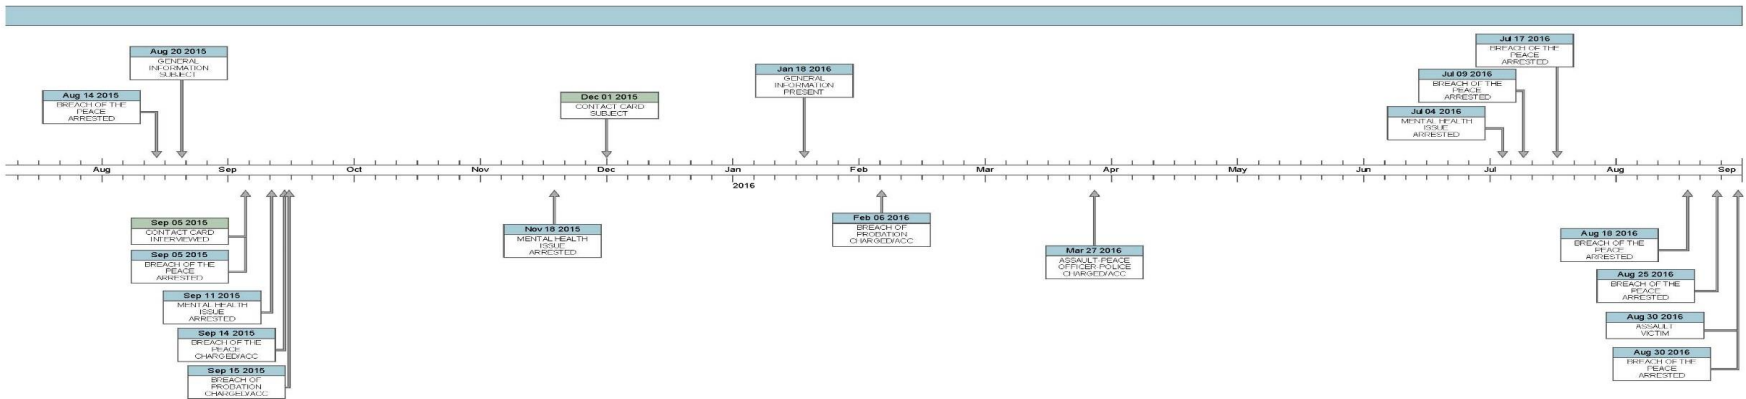 Aug 20 2015
GENERAL
INFORMATION
SUBJECT
Aug 14 2015
BREACH OF THE
PEACE
ARRESTED
Dec 01 2015
CONTACT CARD
SUBJECT
Jan 18 2016
GENERAL
INFORMATION
PRESENT
Jul 17 2016
BREACH OF THE
PEACE
ARRESTED
Jul 09 2016
BREACH OF THE
PEACE
ARRESTED
Jul 04 2016
MENTAL HEALTH
ISSUE
ARRESTED
Aug Sep Oct Nov Dec Jan Feb Mar Apr May Jun Jul Aug Sep
2016
Sep 05 2015
CONTACT CARD
INTERVIEWED
Sep 05 2015
BREACH OF THE
PEACE
ARRESTED
Sep 11 2015
MENTAL HEALTH
ISSUE
ARRESTED
Sep 14 2015
BREACH OF THE
PEACE
CHARGED/ACC
Sep 15 2015
BREACH OF
PROBATION
CHARGED/ACC
Nov 18 2015
MENTAL HEALTH
ISSUE
ARRESTED
Feb 06 2016
BREACH OF
PROBATION
CHARGED/ACC
Mar 27 2016
ASSAULT-PEACE
OFFICER-POLICE
CHARGED/ACC
Aug 18 2016
BREACH OF THE
PEACE
ARRESTED
Aug 25 2016
BREACH OF THE
PEACE
ARRESTED
Aug 30 2016
ASSAULT
VICTIM
Aug 30 2016
BREACH OF THE
PEACE
ARRESTED